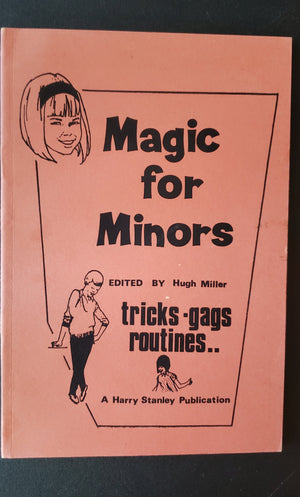 Magic
for
Minors
EDITED BY Hugh Miller
tricks-gags
routines..
A Harry Stanley Publication